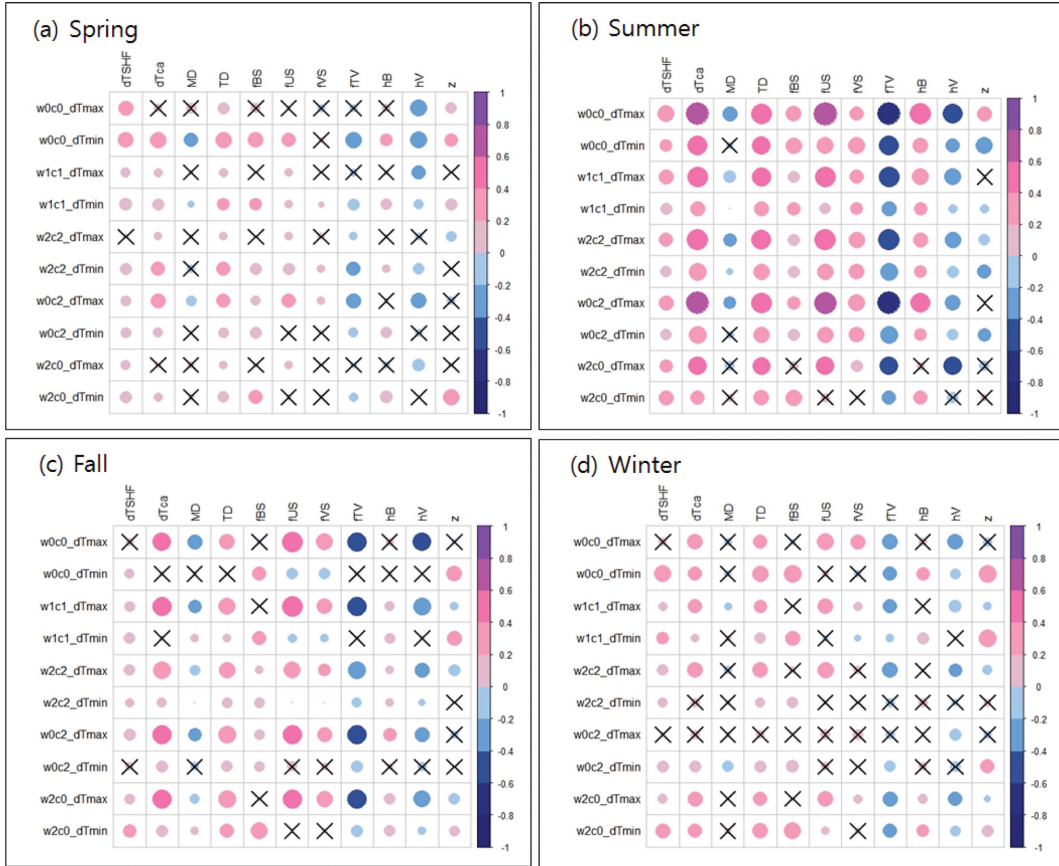 (a) Spring
dTSHF dTca MD TD fBS fUS fVS fTV hB hV z
w0c0_dTmax
w0c0_dTmin
w1c1_dTmax
w1c1_dTmin
w2c2_dTmax
w2c2_dTmin
w0c2_dTmax
w0c2_dTmin
w2c0_dTmax
w2c0_dTmin
1
0.8
0.6
0.4
0.2
0
-0.2
-0.4
-0.6
-0.8
-1
(b) Summer
dTSHF dTca MD TD fBS fUS fVS fTV hB hV z
w0c0_dTmax
w0c0_dTmin
w1c1_dTmax
w1c1_dTmin
w2c2_dTmax
w2c2_dTmin
w0c2_dTmax
w0c2_dTmin
w2c0_dTmax
w2c0_dTmin
1
0.8
0.6
0.4
0.2
0
-0.2
-0.4
-0.6
-0.8
-1
(c) Fall
dTSHF dTca MD TD fBS fUS fVS fTV hB hV z
w0c0_dTmax
w0c0_dTmin
w1c1_dTmax
w1c1_dTmin
w2c2_dTmax
w2c2_dTmin
w0c2_dTmax
w0c2_dTmin
w2c0_dTmax
w2c0_dTmin
1
0.8
0.6
0.4
0.2
0
-0.2
-0.4
-0.6
-0.8
-1
(d) Winter
dTSHF dTca MD TD fBS fUS fVS fTV hB hV z
w0c0_dTmax
w0c0_dTmin
w1c1_dTmax
w1c1_dTmin
w2c2_dTmax
w2c2_dTmin
w0c2_dTmax
w0c2_dTmin
w2c0_dTmax
w2c0_dTmin
1
0.8
0.6
0.4
0.2
0
-0.2
-0.4
-0.6
-0.8
-1